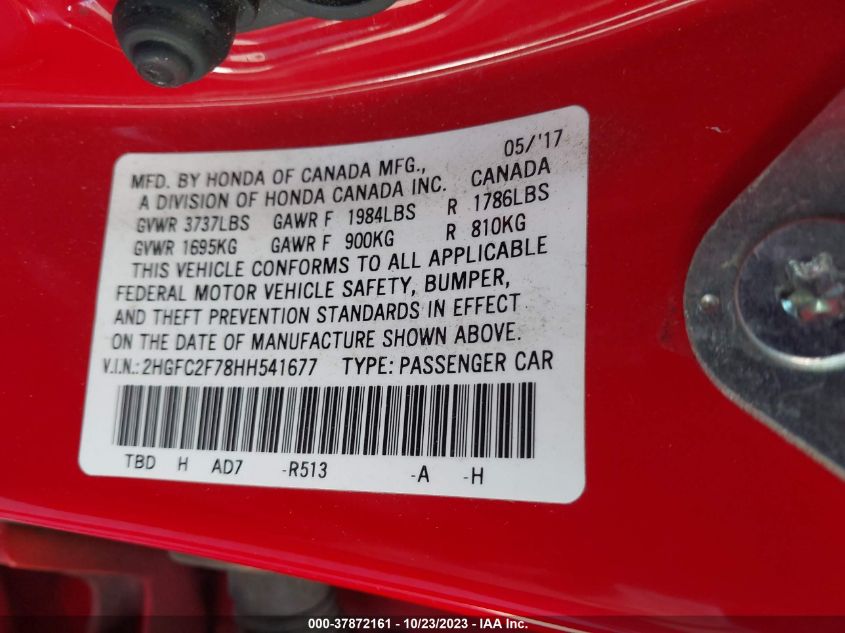 05/'17
MFD. BY HONDA OF CANADA MFG., CANADA
A DIVISION OF HONDA CANADA INC.
GVWR 3737LBS GAWR F 1984LBS R 1786LBS
GVWR 1695KG GAWR F 900KG R 810KG
THIS VEHICLE CONFORMS TO ALL APPLICABLE
FEDERAL MOTOR VEHICLE SAFETY, BUMPER,
AND THEFT PREVENTION STANDARDS IN EFFECT
ON THE DATE OF MANUFACTURE SHOWN ABOVE.
V.I.N.: 2HGFC2F78HH541677 TYPE: PASSENGER CAR
TBD H AD7 -R513 -A -H
000-37872161 - 10/23/2023 - IAA Inc.